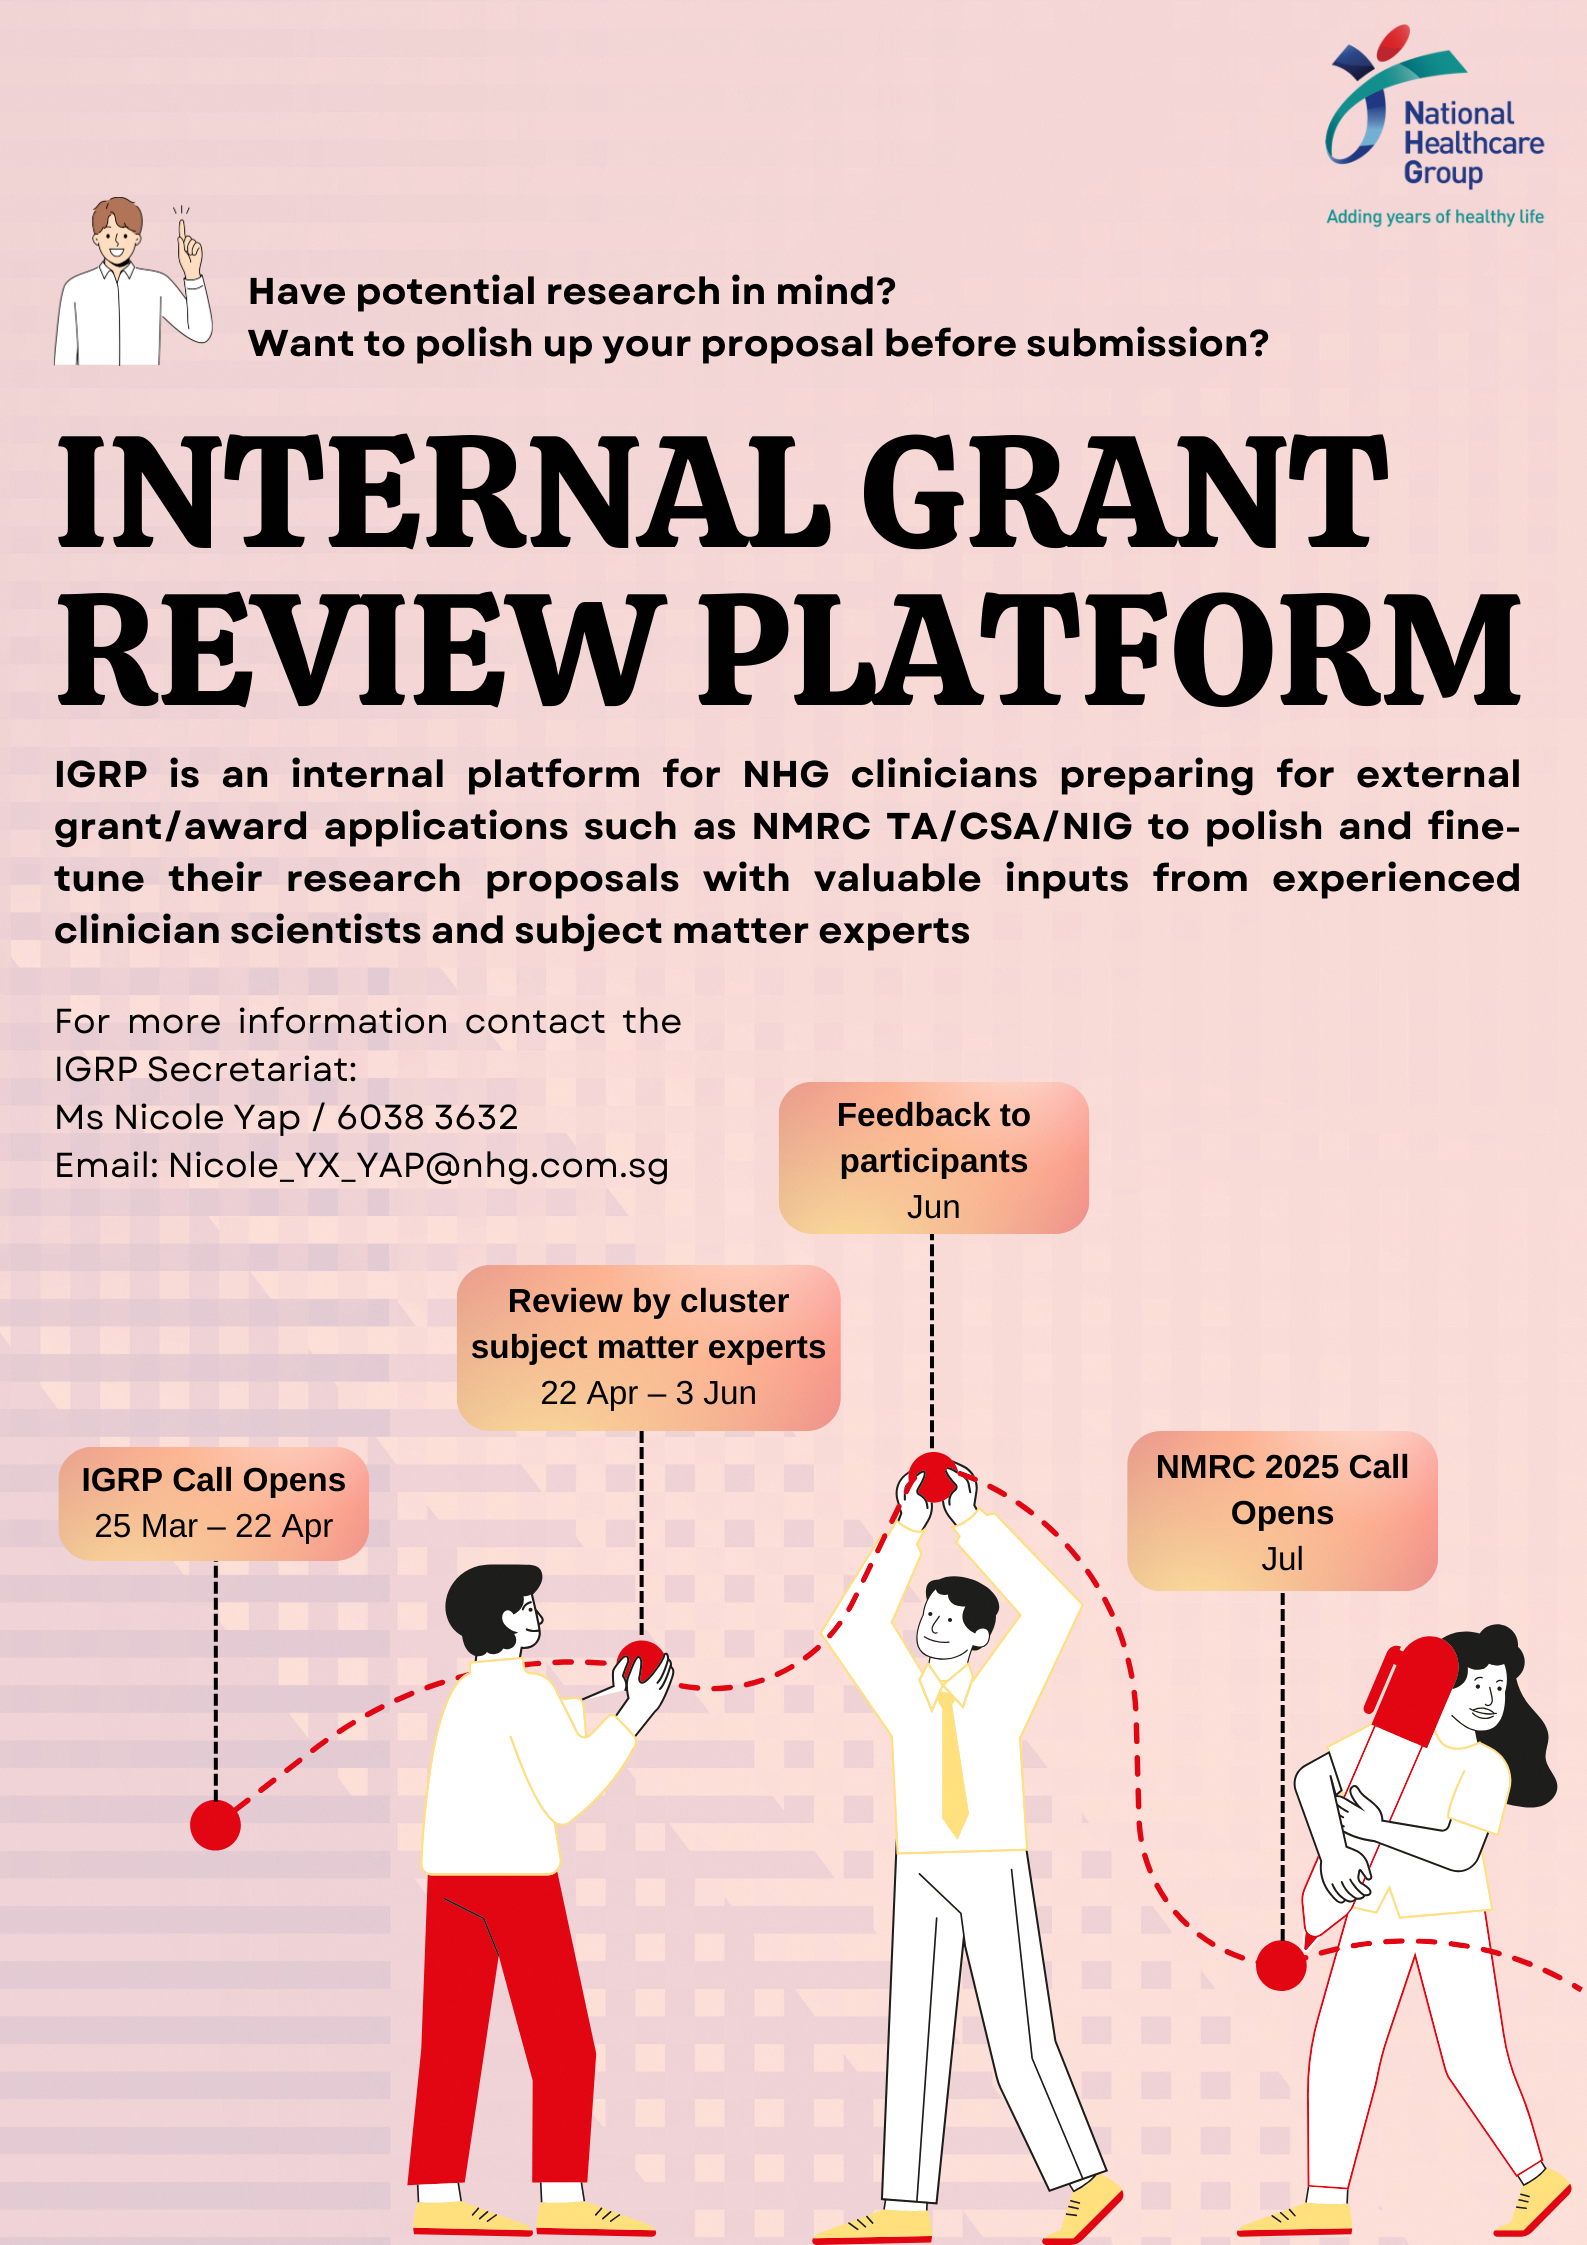 National
Healthcare
Group
Adding years of healthy life
Have potential research in mind?
Want to polish up your proposal before submission?
INTERNAL GRANT
REVIEW PLATFORM
IGRP is an internal platform for NHG clinicians preparing for external
grant/award applications such as NMRC TA/CSA/NIG to polish and fine-
tune their research proposals with valuable inputs from experienced
clinician scientists and subject matter experts
For more information contact the
IGRP Secretariat:
Ms Nicole Yap / 6038 3632
Email: Nicole_YX_YAP@nhg.com.sg
Feedback to
participants
Jun
Review by cluster
subject matter experts
22 Apr – 3 Jun
IGRP Call Opens
25 Mar – 22 Apr
NMRC 2025 Call
Opens
Jul